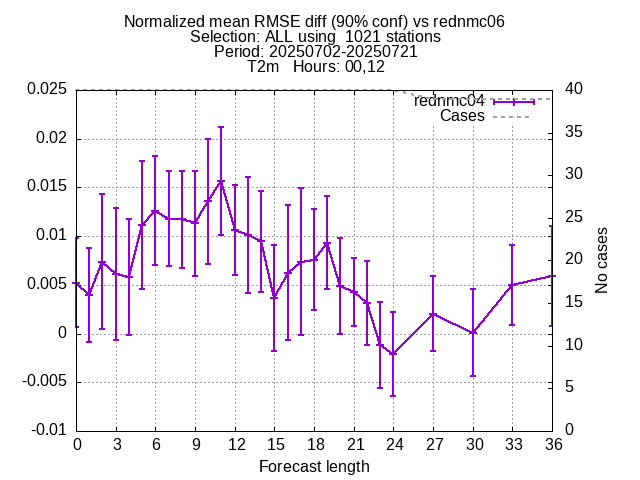 Normalized mean RMSE diff (90% conf) vs rednmc06
Selection: ALL using  1021 stations
Period: 20250702-20250721
T2m   Hours: 00,12
0.025
0.02
0.015
0.01
0.005
0
-0.005
-0.01
40
35
30
25
20
15
10
5
0
rednmc04
Cases
No cases
0 3 6 9 12 15 18 21 24 27 30 33 36
Forecast length